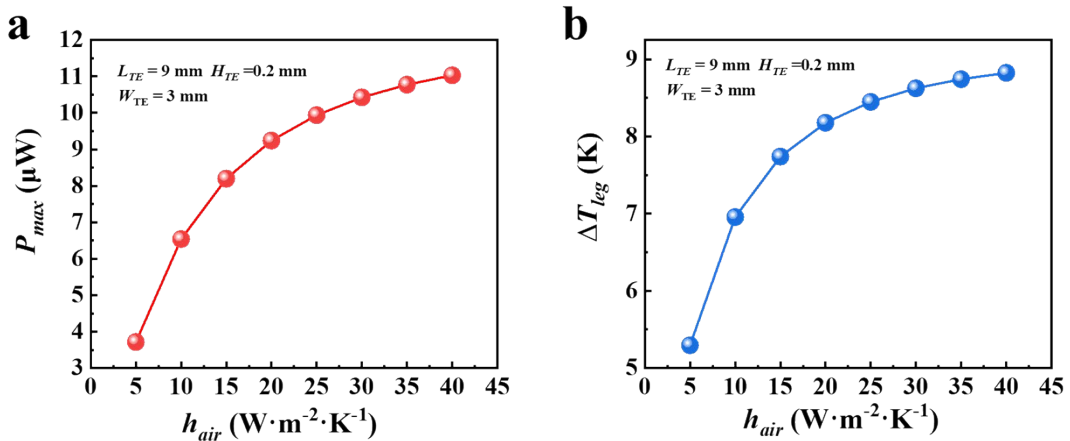 a
12
11
10
9
8
7
6
5
4
3
P_max (μW)
L_TE = 9 mm H_TE =0.2 mm
W_TE = 3 mm
0 5 10 15 20 25 30 35 40 45
h_air (W·m⁻²·K⁻¹)
b
9
8
7
6
5
ΔT_leg (K)
L_TE = 9 mm H_TE =0.2 mm
W_TE = 3 mm
0 5 10 15 20 25 30 35 40 45
h_air (W·m⁻²·K⁻¹)